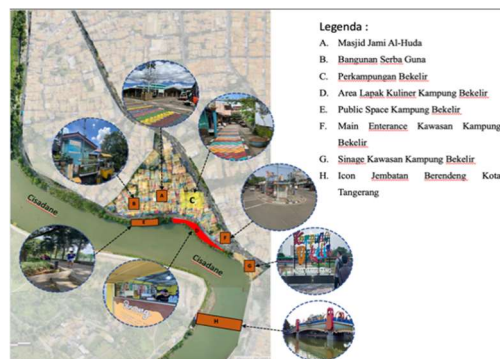 Legenda :
A. Masjid Jami Al-Huda
B. Bangunan Serba Guna
C. Perkampungan Bekelir
D. Area Lapak Kuliner Kampung Bekelir
E. Public Space Kampung Bekelir
F. Main Enterance Kawasan Kampung
Bekelir
G. Sinage Kawasan Kampung Bekelir
H. Icon Jembatan Berendeng Kota
Tangerang
Cisadane
B
A
C
E
F
Cisadane
G
H